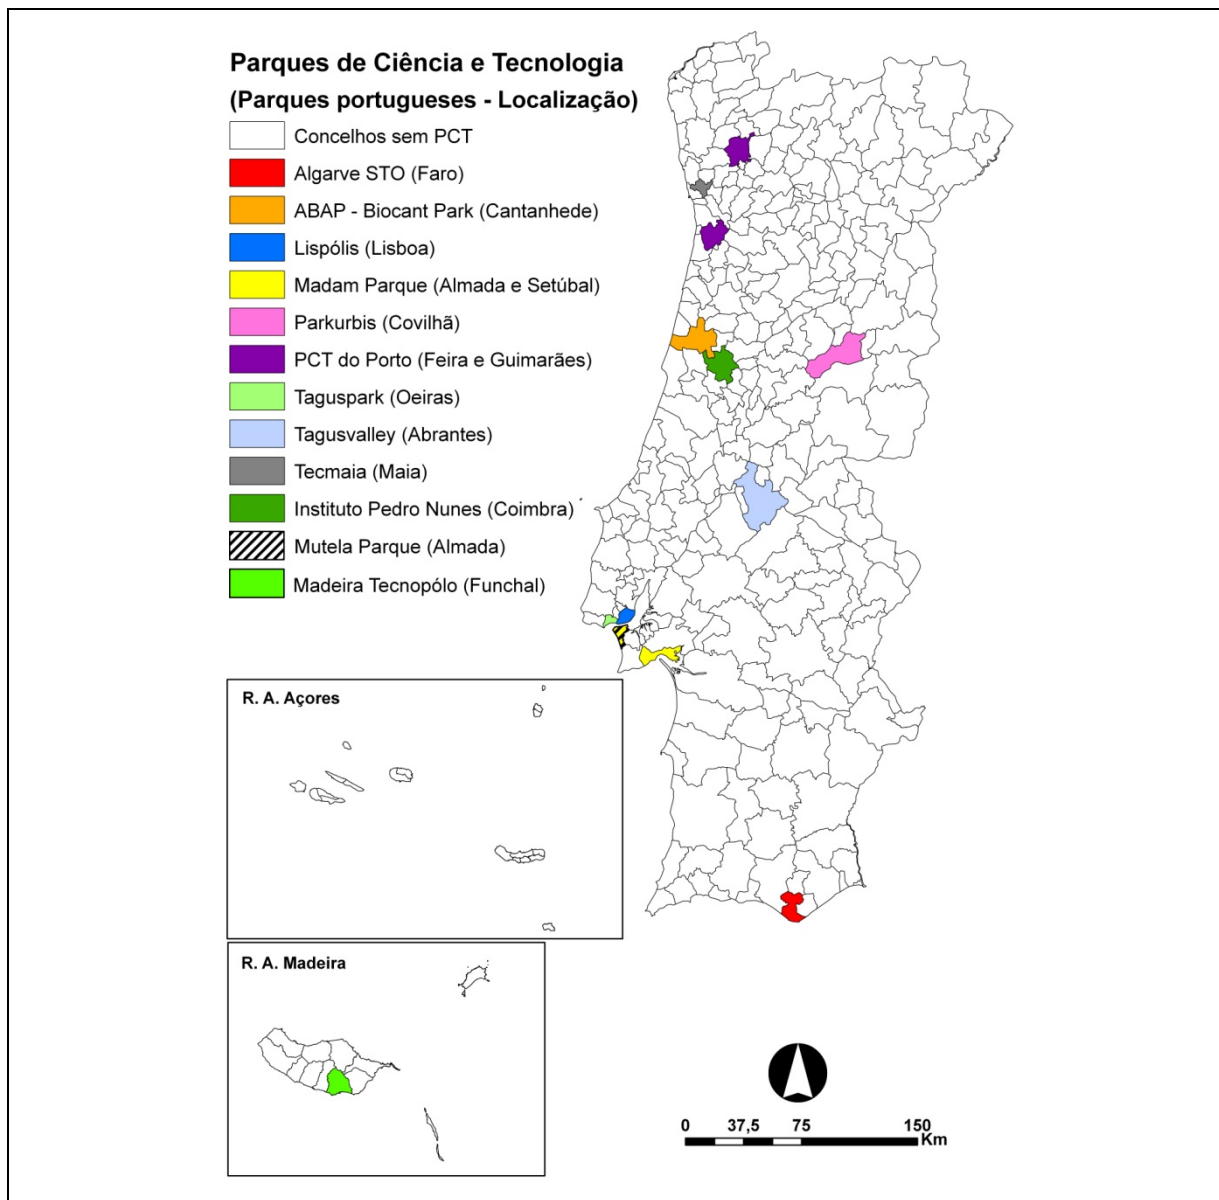 Parques de Ciência e Tecnologia
(Parques portugueses - Localização)
Concelhos sem PCT
Algarve STO (Faro)
ABAP - Biocant Park (Cantanhede)
Lispólis (Lisboa)
Madam Parque (Almada e Setúbal)
Parkurbis (Covilhã)
PCT do Porto (Feira e Guimarães)
Taguspark (Oeiras)
Tagusvalley (Abrantes)
Tecmaia (Maia)
Instituto Pedro Nunes (Coimbra)
Mutela Parque (Almada)
Madeira Tecnopólo (Funchal)
R. A. Açores
R. A. Madeira
0 37,5 75 150
Km